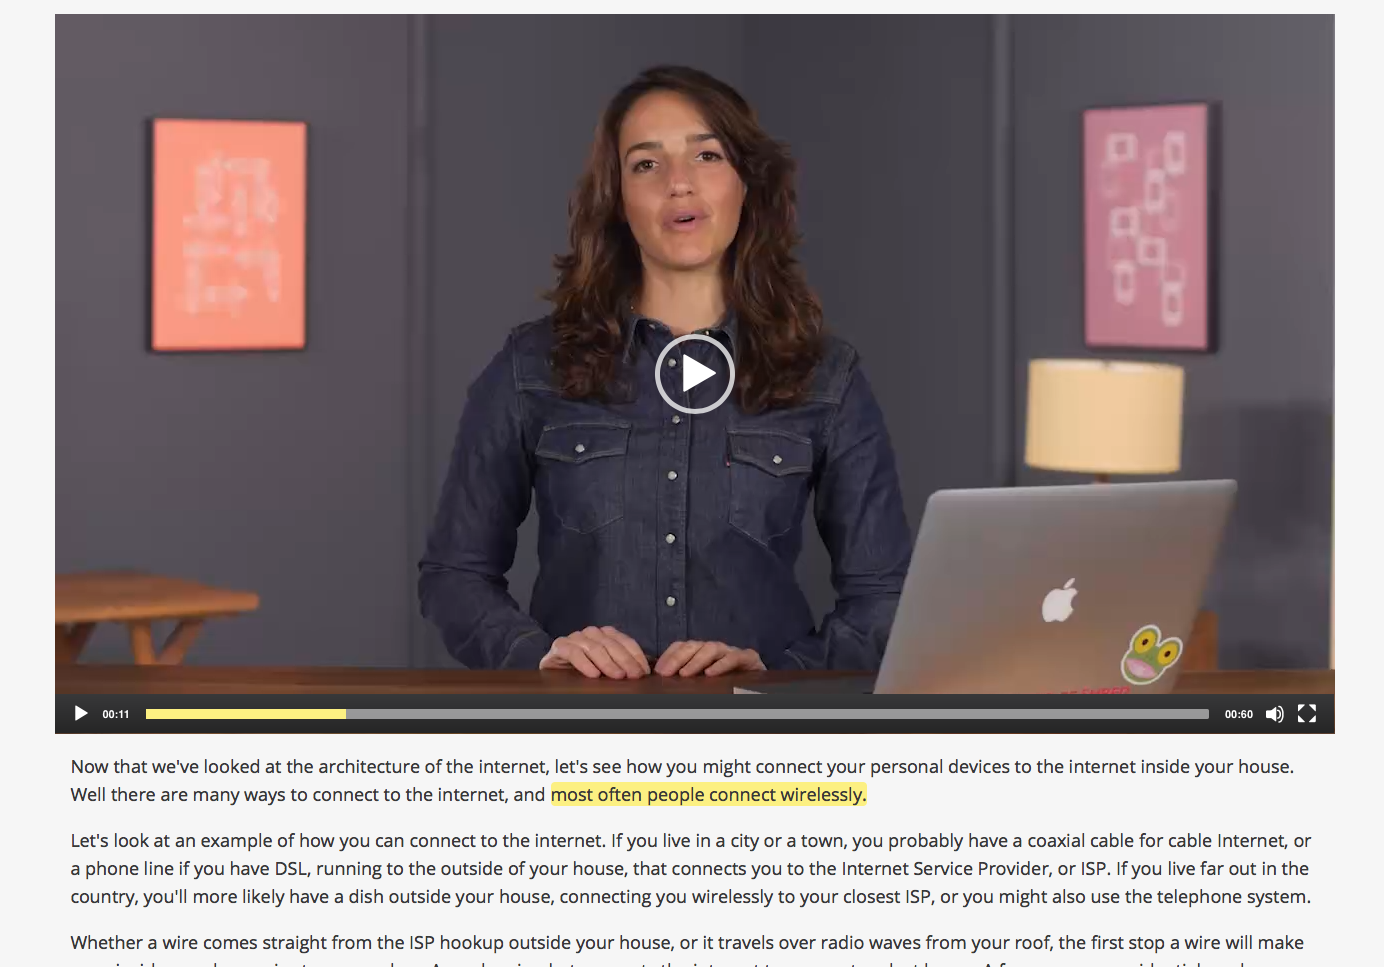 00:11
00:60
Now that we've looked at the architecture of the internet, let's see how you might connect your personal devices to the internet inside your house.
Well there are many ways to connect to the internet, and most often people connect wirelessly.
Let's look at an example of how you can connect to the internet. If you live in a city or a town, you probably have a coaxial cable for cable Internet, or
a phone line if you have DSL, running to the outside of your house, that connects you to the Internet Service Provider, or ISP. If you live far out in the
country, you'll more likely have a dish outside your house, connecting you wirelessly to your closest ISP, or you might also use the telephone system.
Whether a wire comes straight from the ISP hookup outside your house, or it travels over radio waves from your roof, the first stop a wire will make